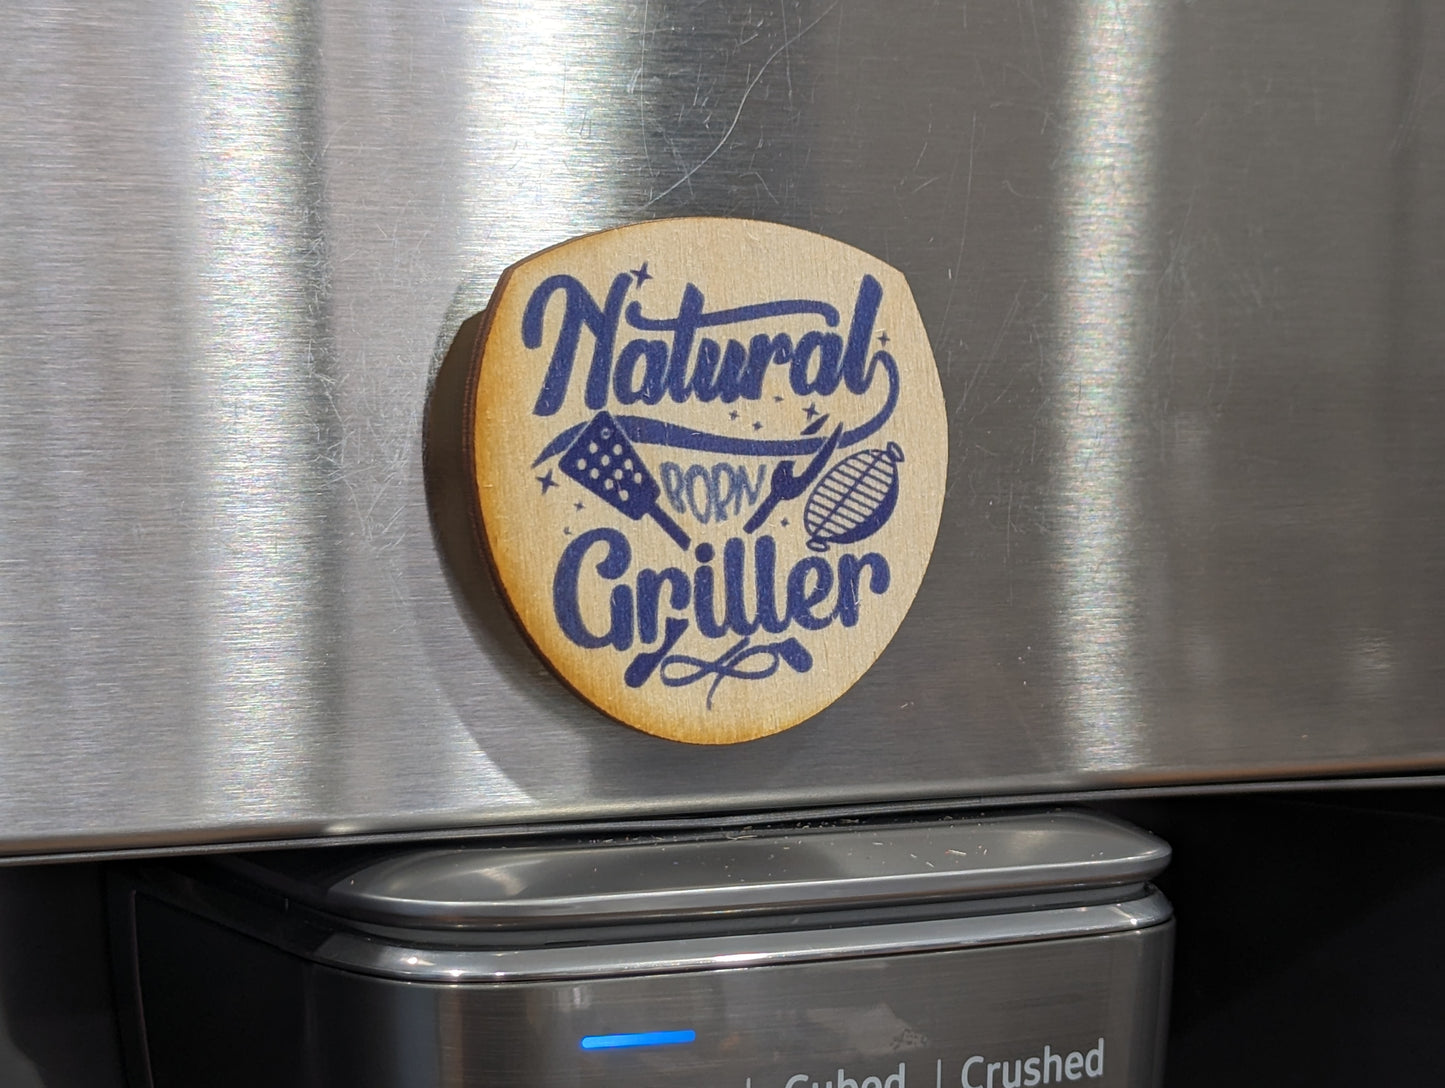 Natural
BORN
Griller
Cubed | Crushed